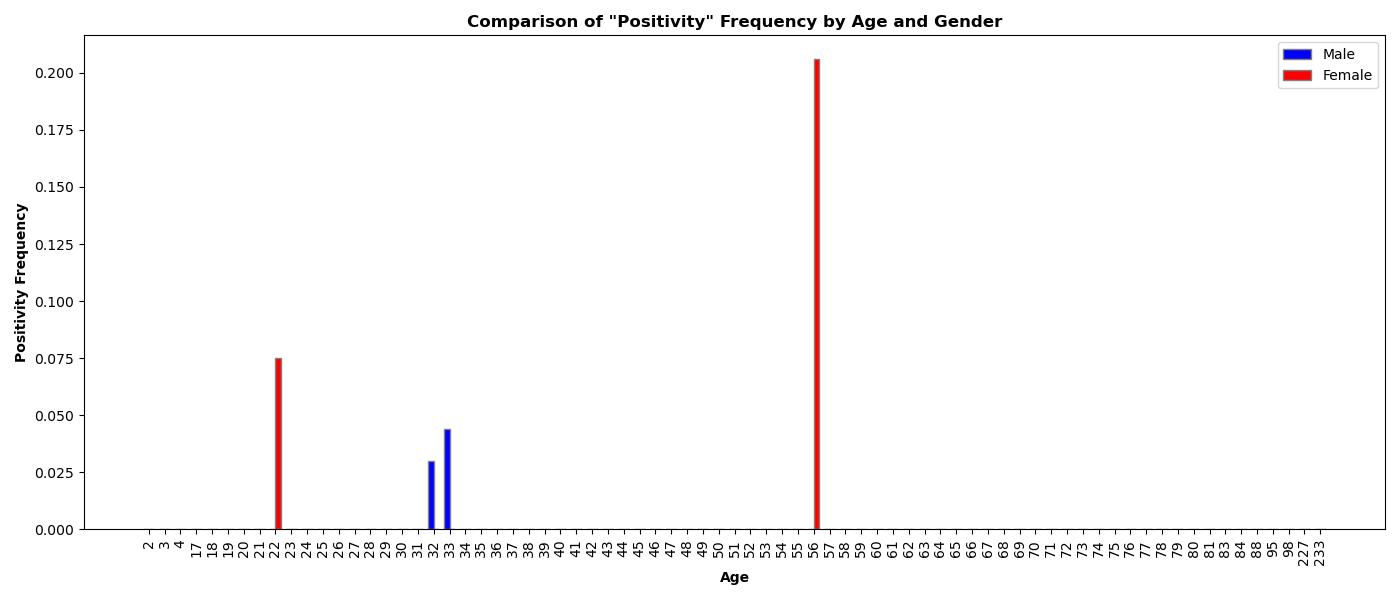 Comparison of "Positivity" Frequency by Age and Gender
Male
Female
Positivity Frequency
0.200
0.175
0.150
0.125
0.100
0.075
0.050
0.025
0.000
2 3 4 17 18 19 20 21 22 23 24 25 26 27 28 29 30 31 32 33 34 35 36 37 38 39 40 41 42 43 44 45 46 47 48 49 50 51 52 53 54 55 56 57 58 59 60 61 62 63 64 65 66 67 68 69 70 71 72 73 74 75 76 77 78 79 80 81 83 84 88 95 98 227 233
Age